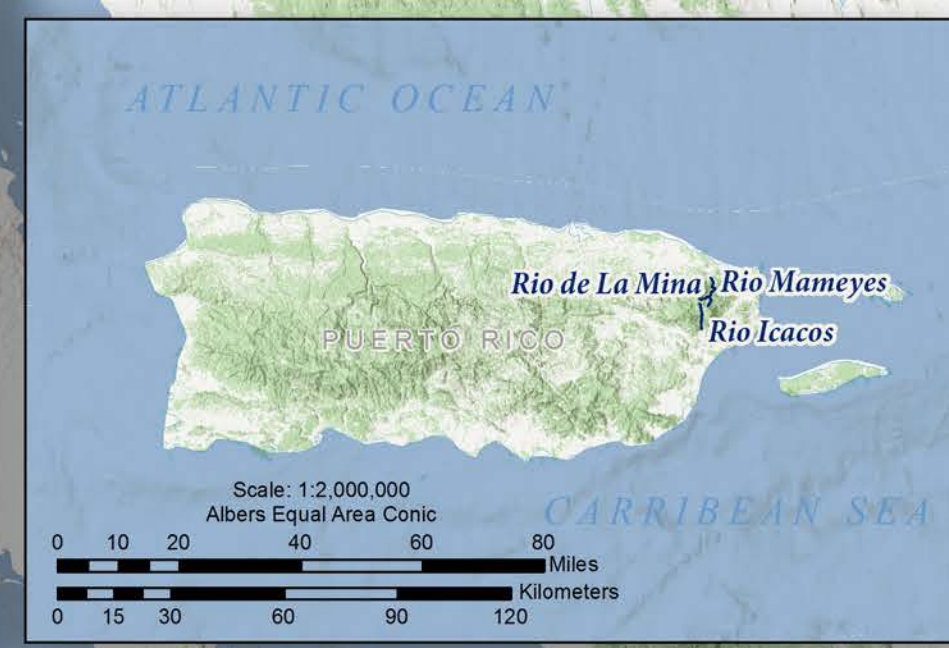 ATLANTIC OCEAN
Rio de La Mina
Rio Mameyes
Rio Icacos
PUERTO RICO
Scale: 1:2,000,000
Albers Equal Area Conic
CARRIBEAN SEA
0 10 20 40 60 80
Miles
Kilometers
0 15 30 60 90 120